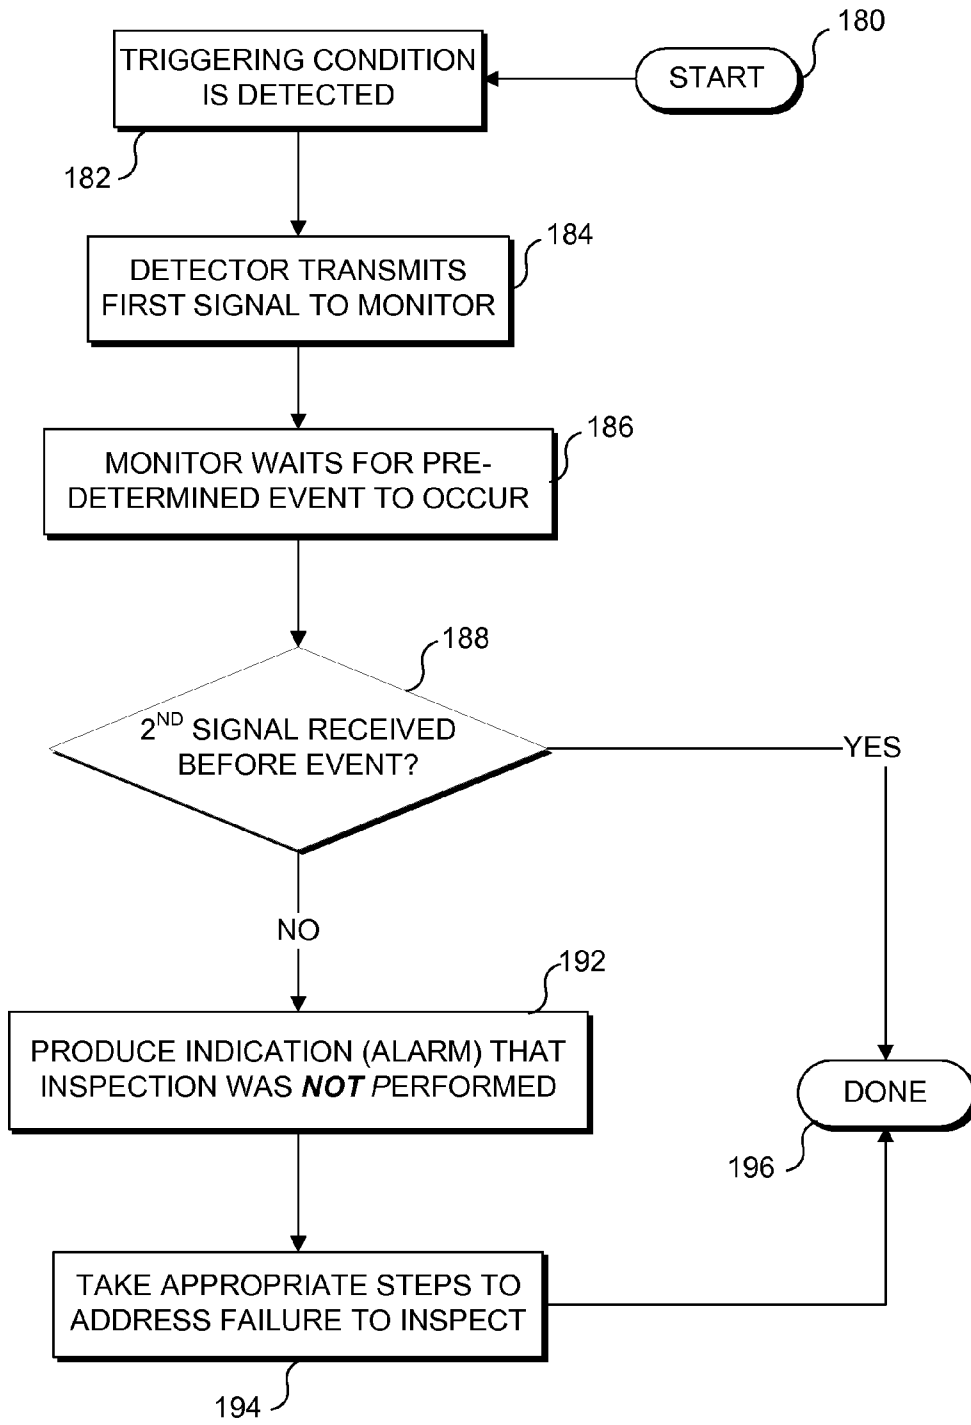 180
START
TRIGGERING CONDITION
IS DETECTED
182
184
DETECTOR TRANSMITS
FIRST SIGNAL TO MONITOR
186
MONITOR WAITS FOR PRE-
DETERMINED EVENT TO OCCUR
188
2ND SIGNAL RECEIVED
BEFORE EVENT?
YES
NO
192
PRODUCE INDICATION (ALARM) THAT
INSPECTION WAS NOT PERFORMED
DONE
196
TAKE APPROPRIATE STEPS TO
ADDRESS FAILURE TO INSPECT
194